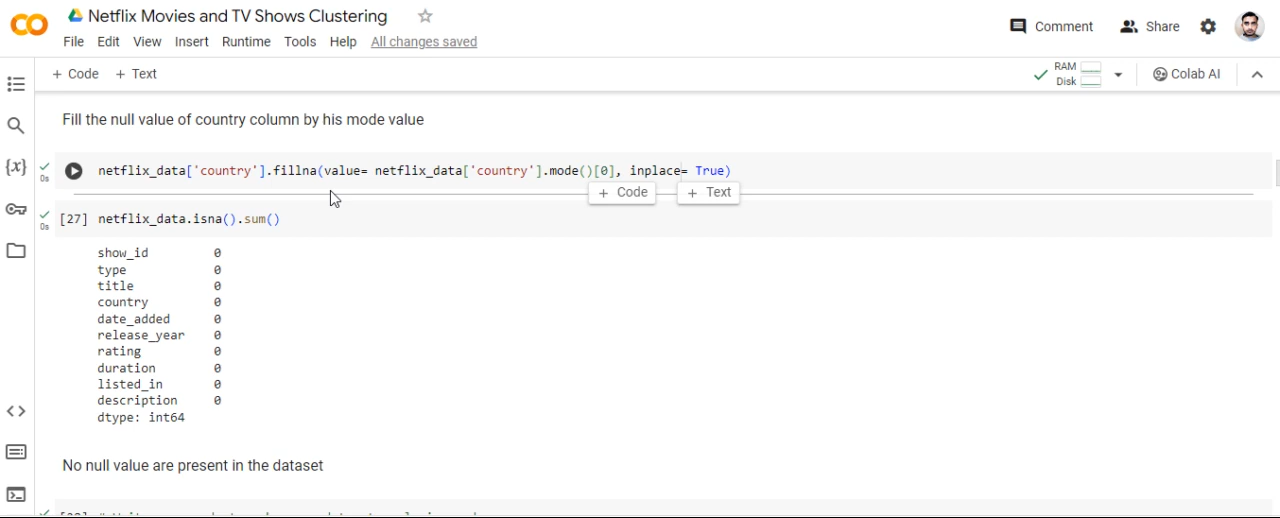 Netflix Movies and TV Shows Clustering
Comment Share
File Edit View Insert Runtime Tools Help All changes saved
+ Code + Text
RAM
Disk
Colab AI
Fill the null value of country column by his mode value
0s
netflix_data['country'].fillna(value= netflix_data['country'].mode()[0], inplace= True)
+ Code + Text
0s
[27] netflix_data.isna().sum()
show_id 0
type 0
title 0
country 0
date_added 0
release_year 0
rating 0
duration 0
listed_in 0
description 0
dtype: int64
No null value are present in the dataset